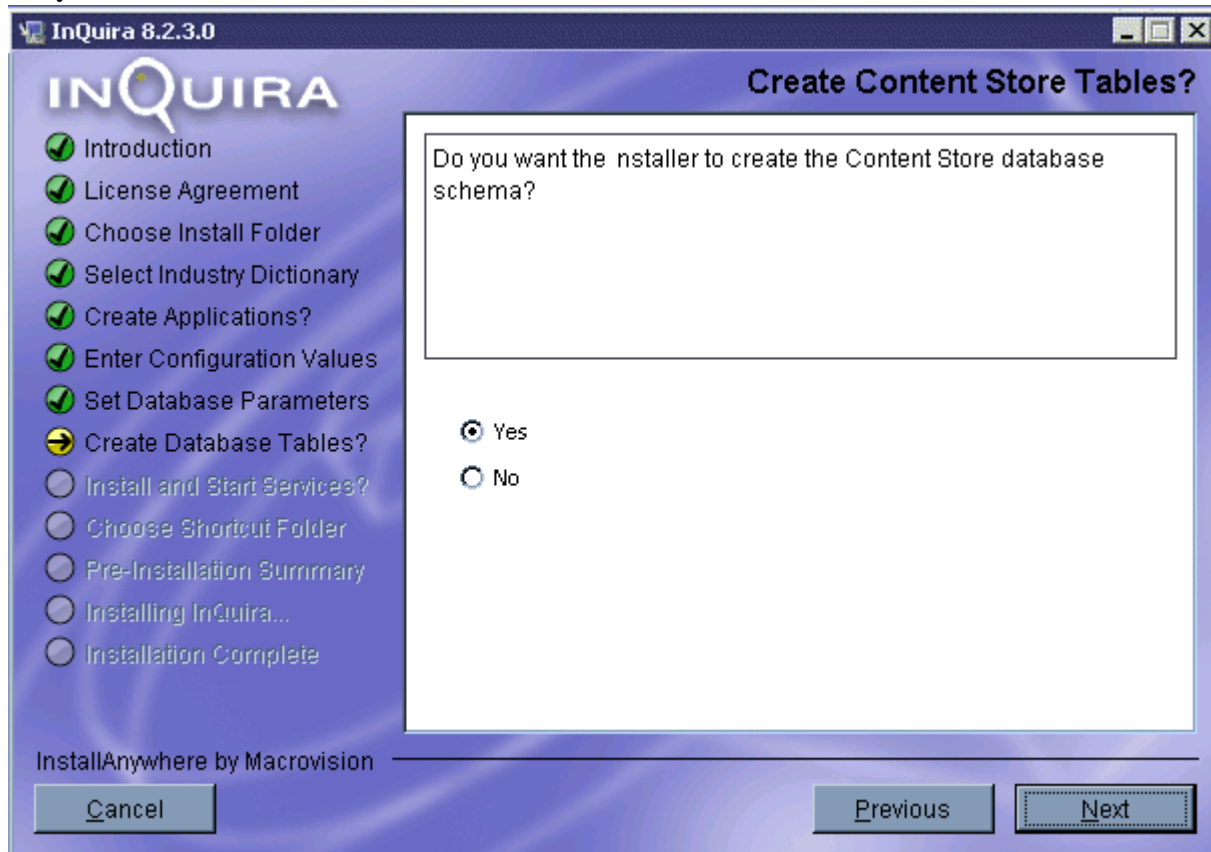 InQuira 8.2.3.0
INQUIRA
Create Content Store Tables?
Introduction
License Agreement
Choose Install Folder
Select Industry Dictionary
Create Applications?
Enter Configuration Values
Set Database Parameters
Create Database Tables?
Install and Start Services?
Choose Shortcut Folder
Pre-Installation Summary
Installing InQuira...
Installation Complete
Do you want the nstaller to create the Content Store database
schema?
Yes
No
InstallAnywhere by Macrovision
Cancel
Previous
Next